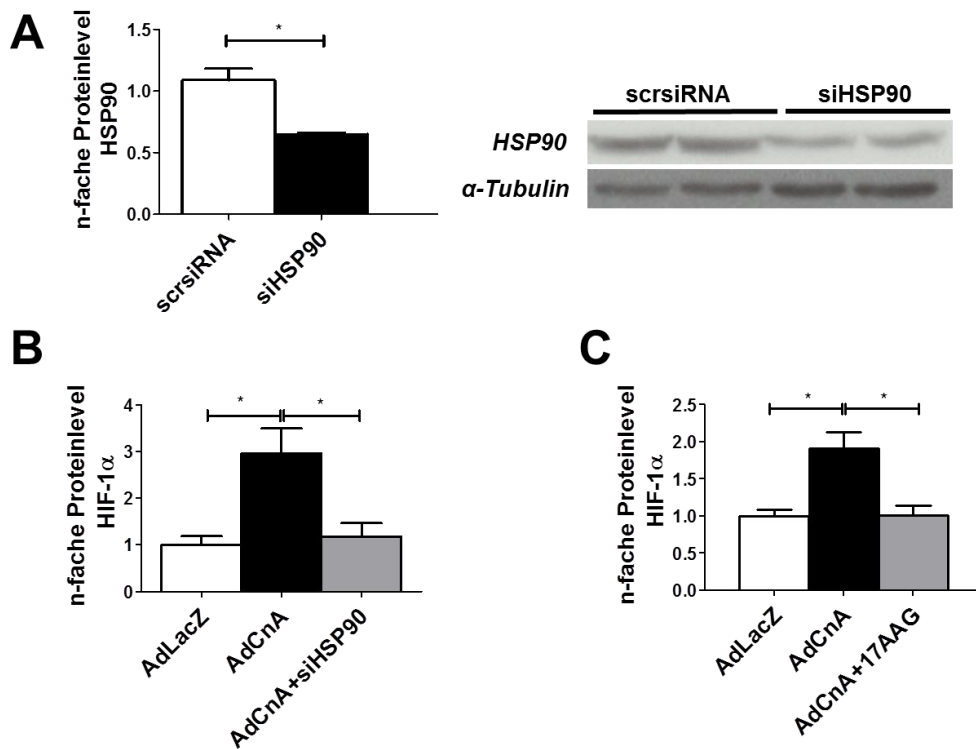 A
n-fache Proteinlevel
HSP90
1.5
1.0
0.5
0.0
*
scrsiRNA
siHSP90
scrsiRNA siHSP90
HSP90
α-Tubulin
B
n-fache Proteinlevel
HIF-1α
4
3
2
1
0
* *
AdLacZ
AdCnA
AdCnA+siHSP90
C
n-fache Proteinlevel
HIF-1α
2.5
2.0
1.5
1.0
0.5
0.0
* *
AdLacZ
AdCnA
AdCnA+17AAG